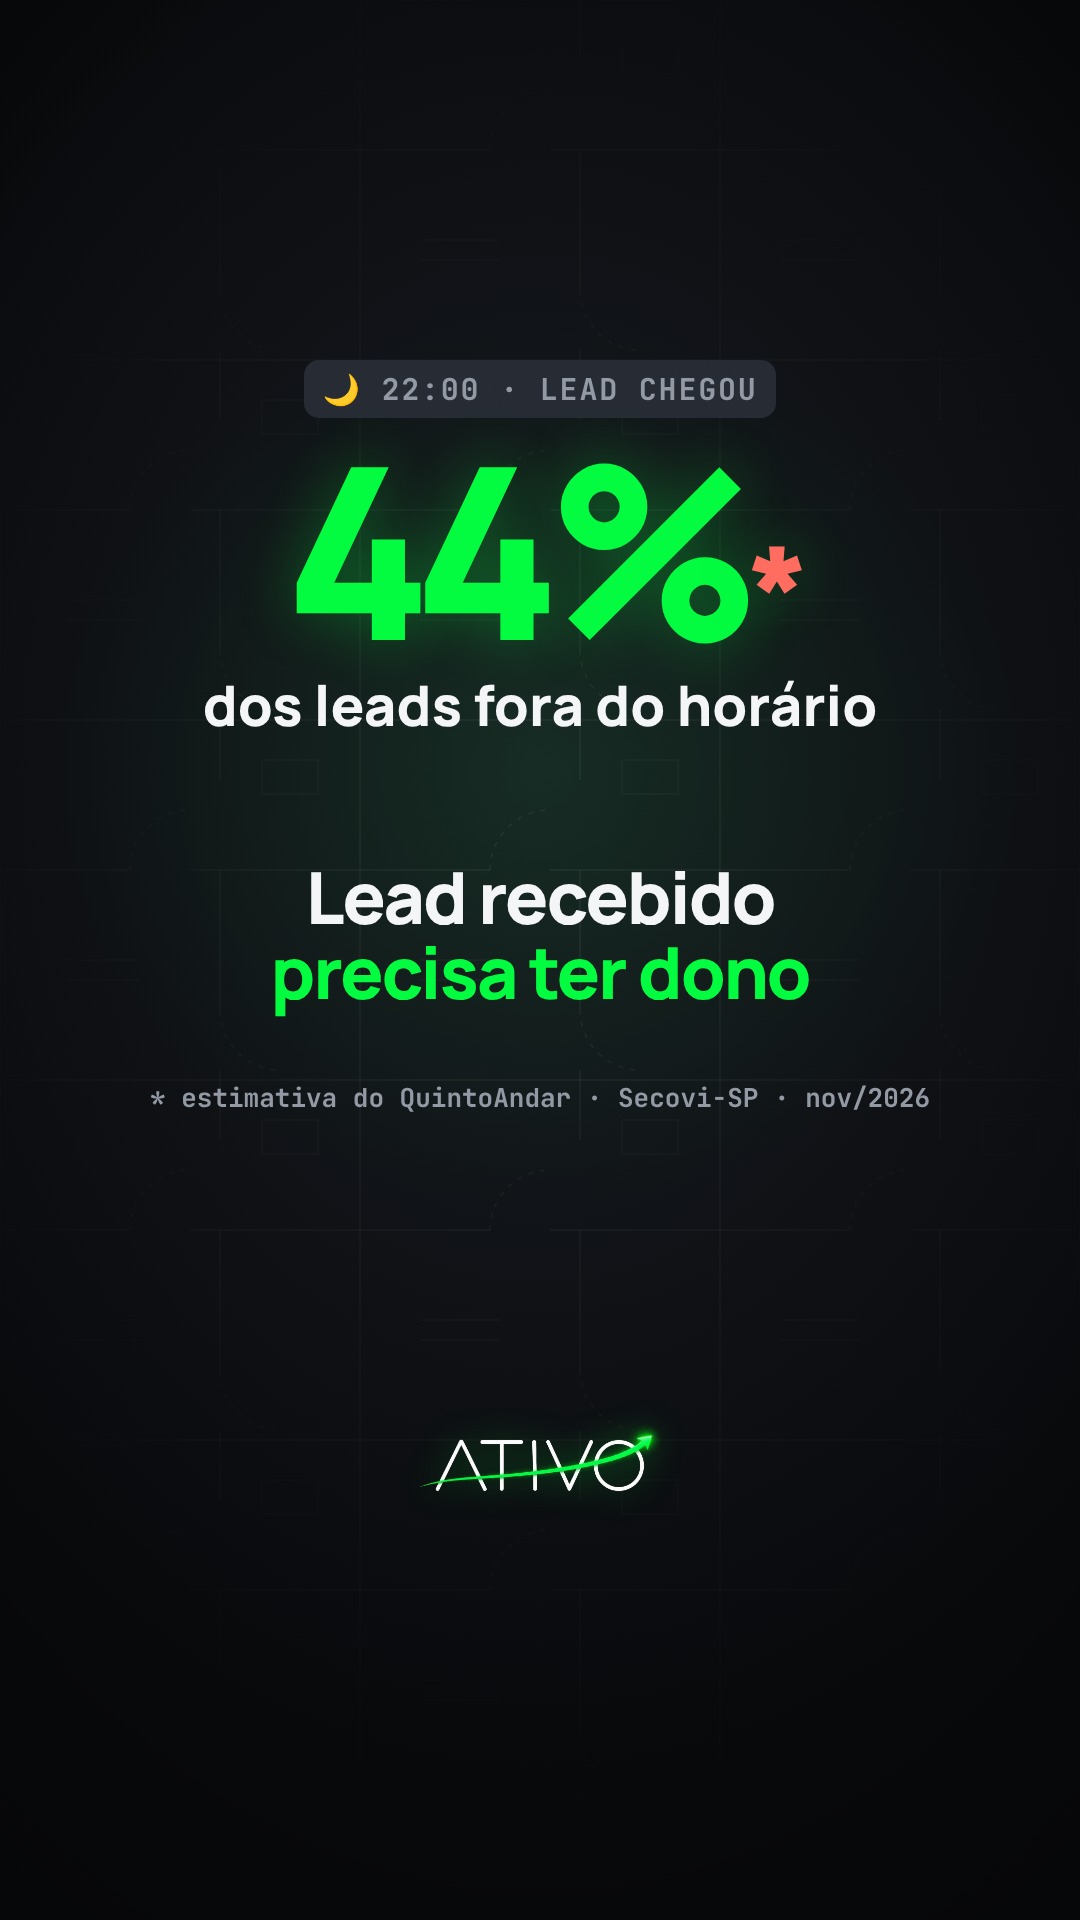 🌙 22:00 · LEAD CHEGOU
44%*
dos leads fora do horário
Lead recebido
precisa ter dono
* estimativa do QuintoAndar · Secovi-SP · nov/2026
ATIVO